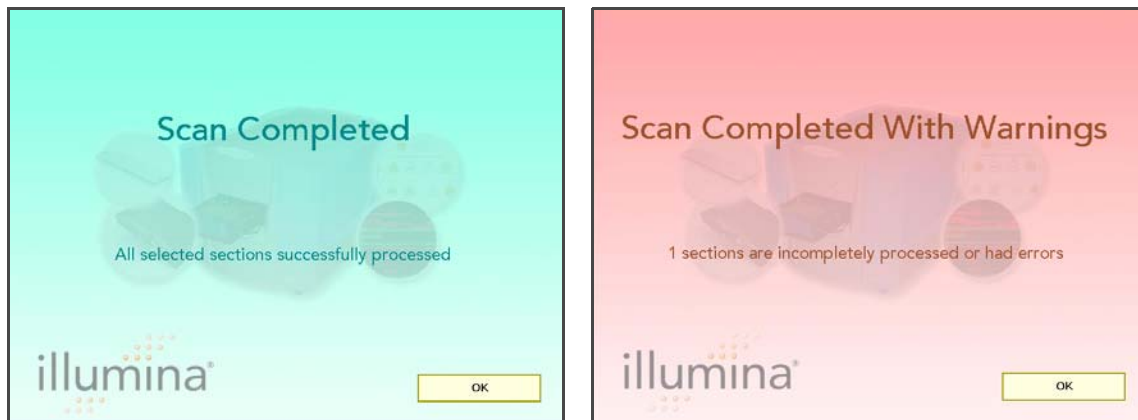 Scan Completed
All selected sections successfully processed
illumina®
OK
Scan Completed With Warnings
1 sections are incompletely processed or had errors
illumina®
OK